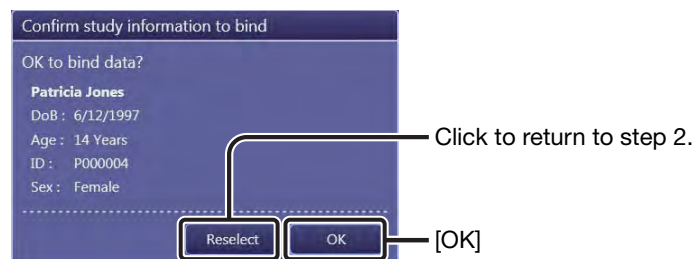 Confirm study information to bind
OK to bind data?
Patricia Jones
DoB : 6/12/1997
Age : 14 Years
ID : P000004
Sex : Female
Click to return to step 2.
Reselect
OK
[OK]